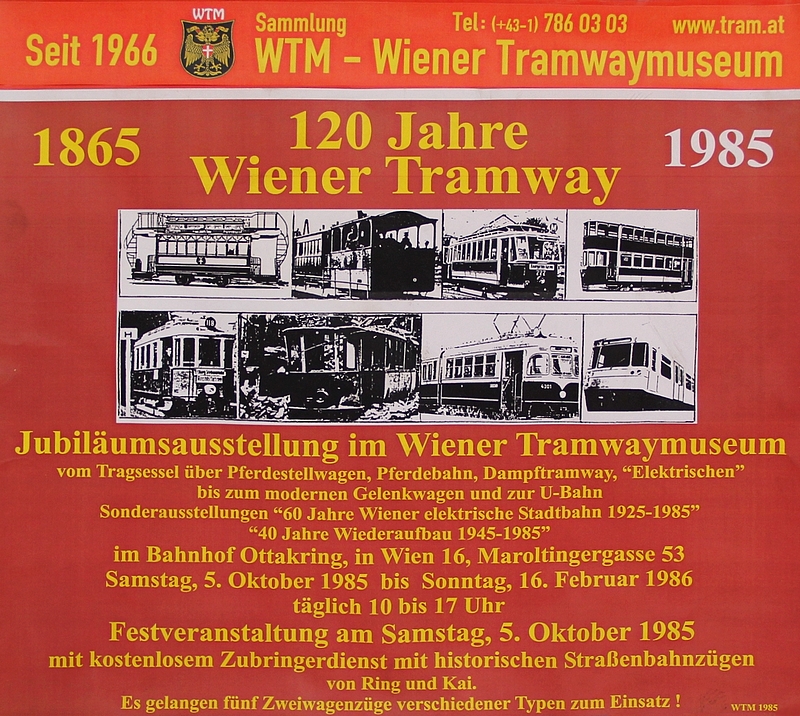 WTM
Seit 1966
Sammlung
Tel: (+43-1) 786 03 03
www.tram.at
WTM - Wiener Tramwaymuseum
1865
120 Jahre
1985
Wiener Tramway
Jubiläumsausstellung im Wiener Tramwaymuseum
vom Tragsessel über Pferdestellwagen, Pferdebahn, Dampftramway, “Elektrischen”
bis zum modernen Gelenkwagen und zur U-Bahn
Sonderausstellungen “60 Jahre Wiener elektrische Stadtbahn 1925-1985”
“40 Jahre Wiederaufbau 1945-1985”
im Bahnhof Ottakring, in Wien 16, Maroltingergasse 53
Samstag, 5. Oktober 1985 bis Sonntag, 16. Februar 1986
täglich 10 bis 17 Uhr
Festveranstaltung am Samstag, 5. Oktober 1985
mit kostenlosem Zubringerdienst mit historischen Straßenbahnzügen
von Ring und Kai.
Es gelangen fünf Zweiwagenzüge verschiedener Typen zum Einsatz !
WTM 1985